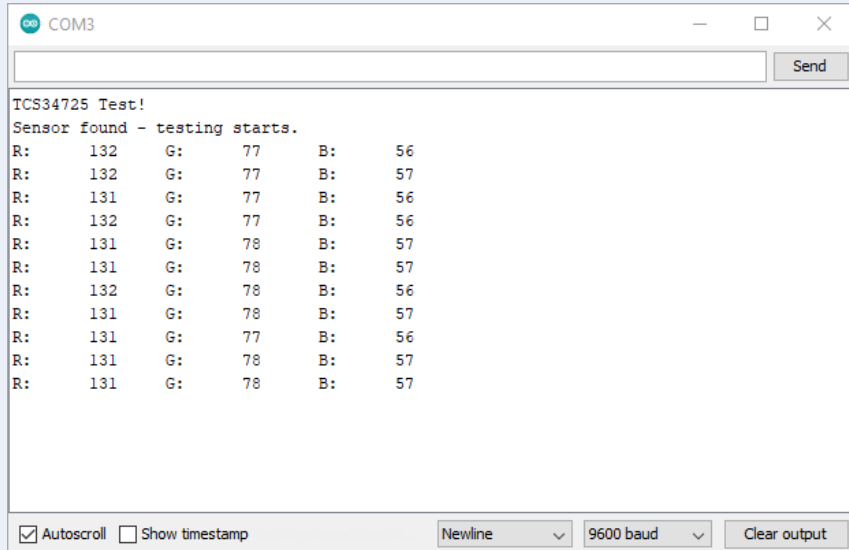 COM3
Send
TCS34725 Test!
Sensor found - testing starts.
R: 132 G: 77 B: 56
R: 132 G: 77 B: 57
R: 131 G: 77 B: 56
R: 132 G: 77 B: 56
R: 131 G: 78 B: 57
R: 131 G: 78 B: 57
R: 132 G: 78 B: 56
R: 131 G: 78 B: 57
R: 131 G: 77 B: 56
R: 131 G: 78 B: 57
R: 131 G: 78 B: 57
Autoscroll Show timestamp Newline 9600 baud Clear output